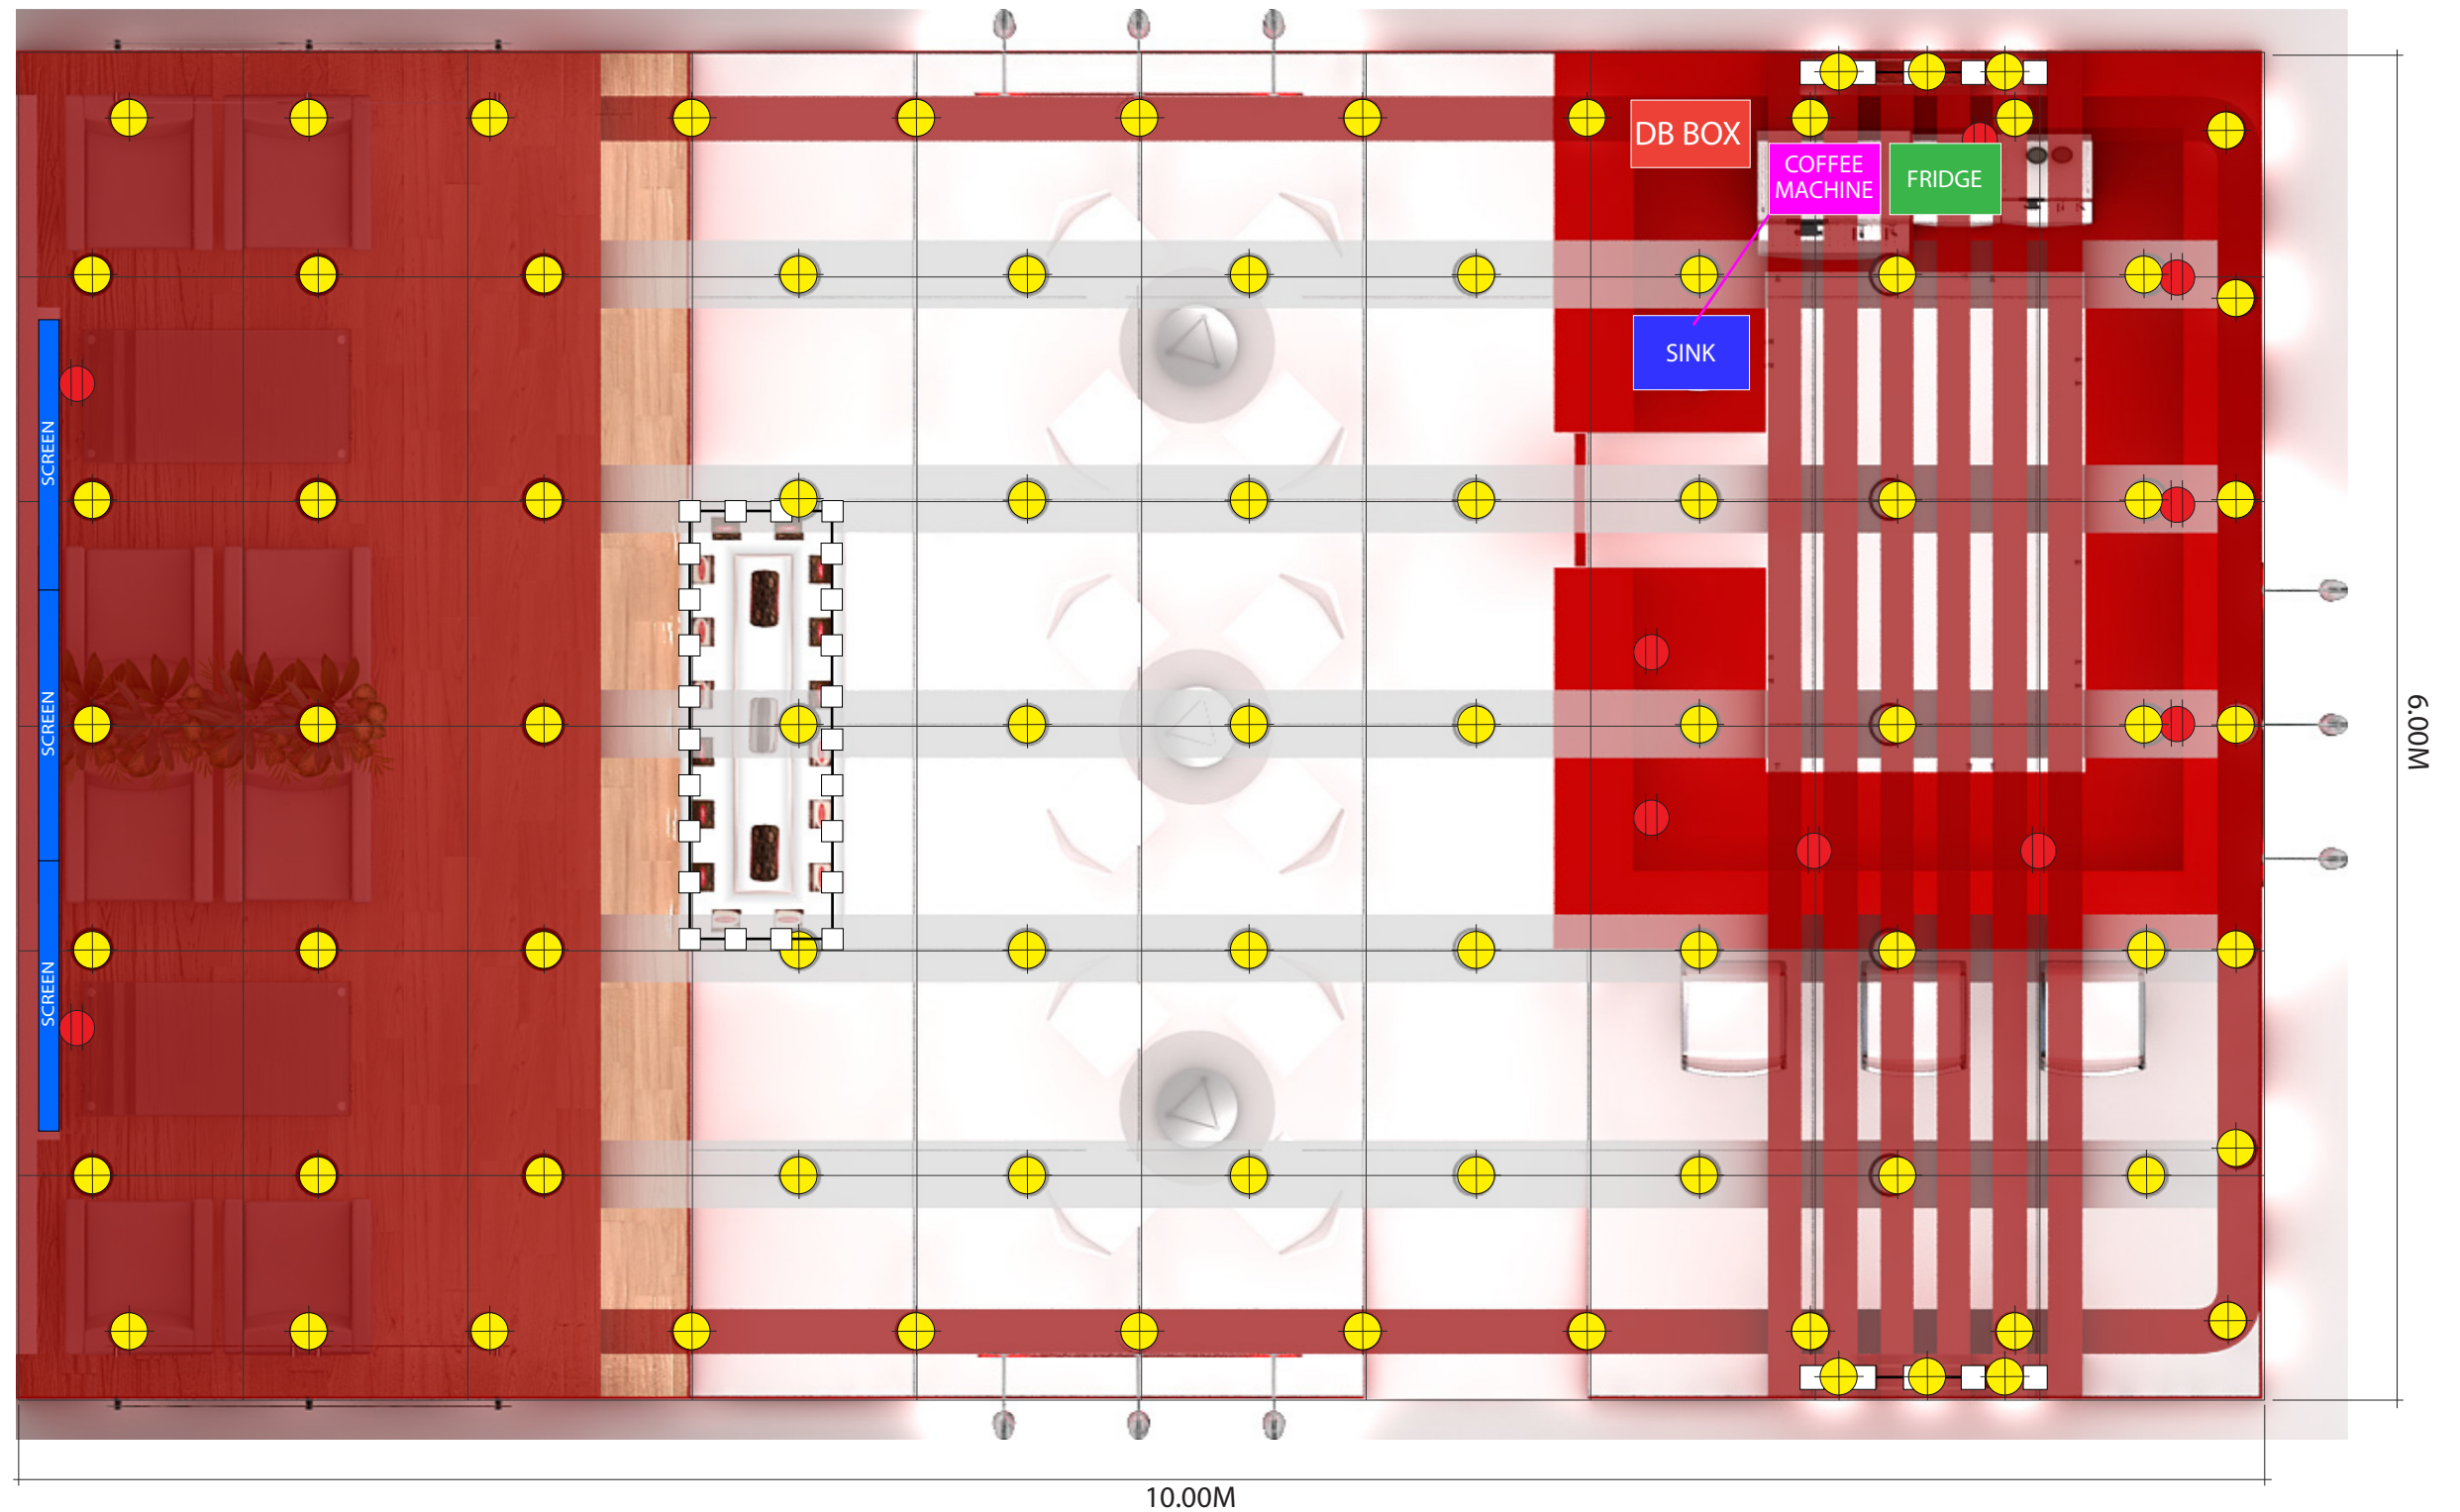 DB BOX
COFFEE
MACHINE
FRIDGE
SINK
SCREEN
SCREEN
SCREEN
6.00M
10.00M